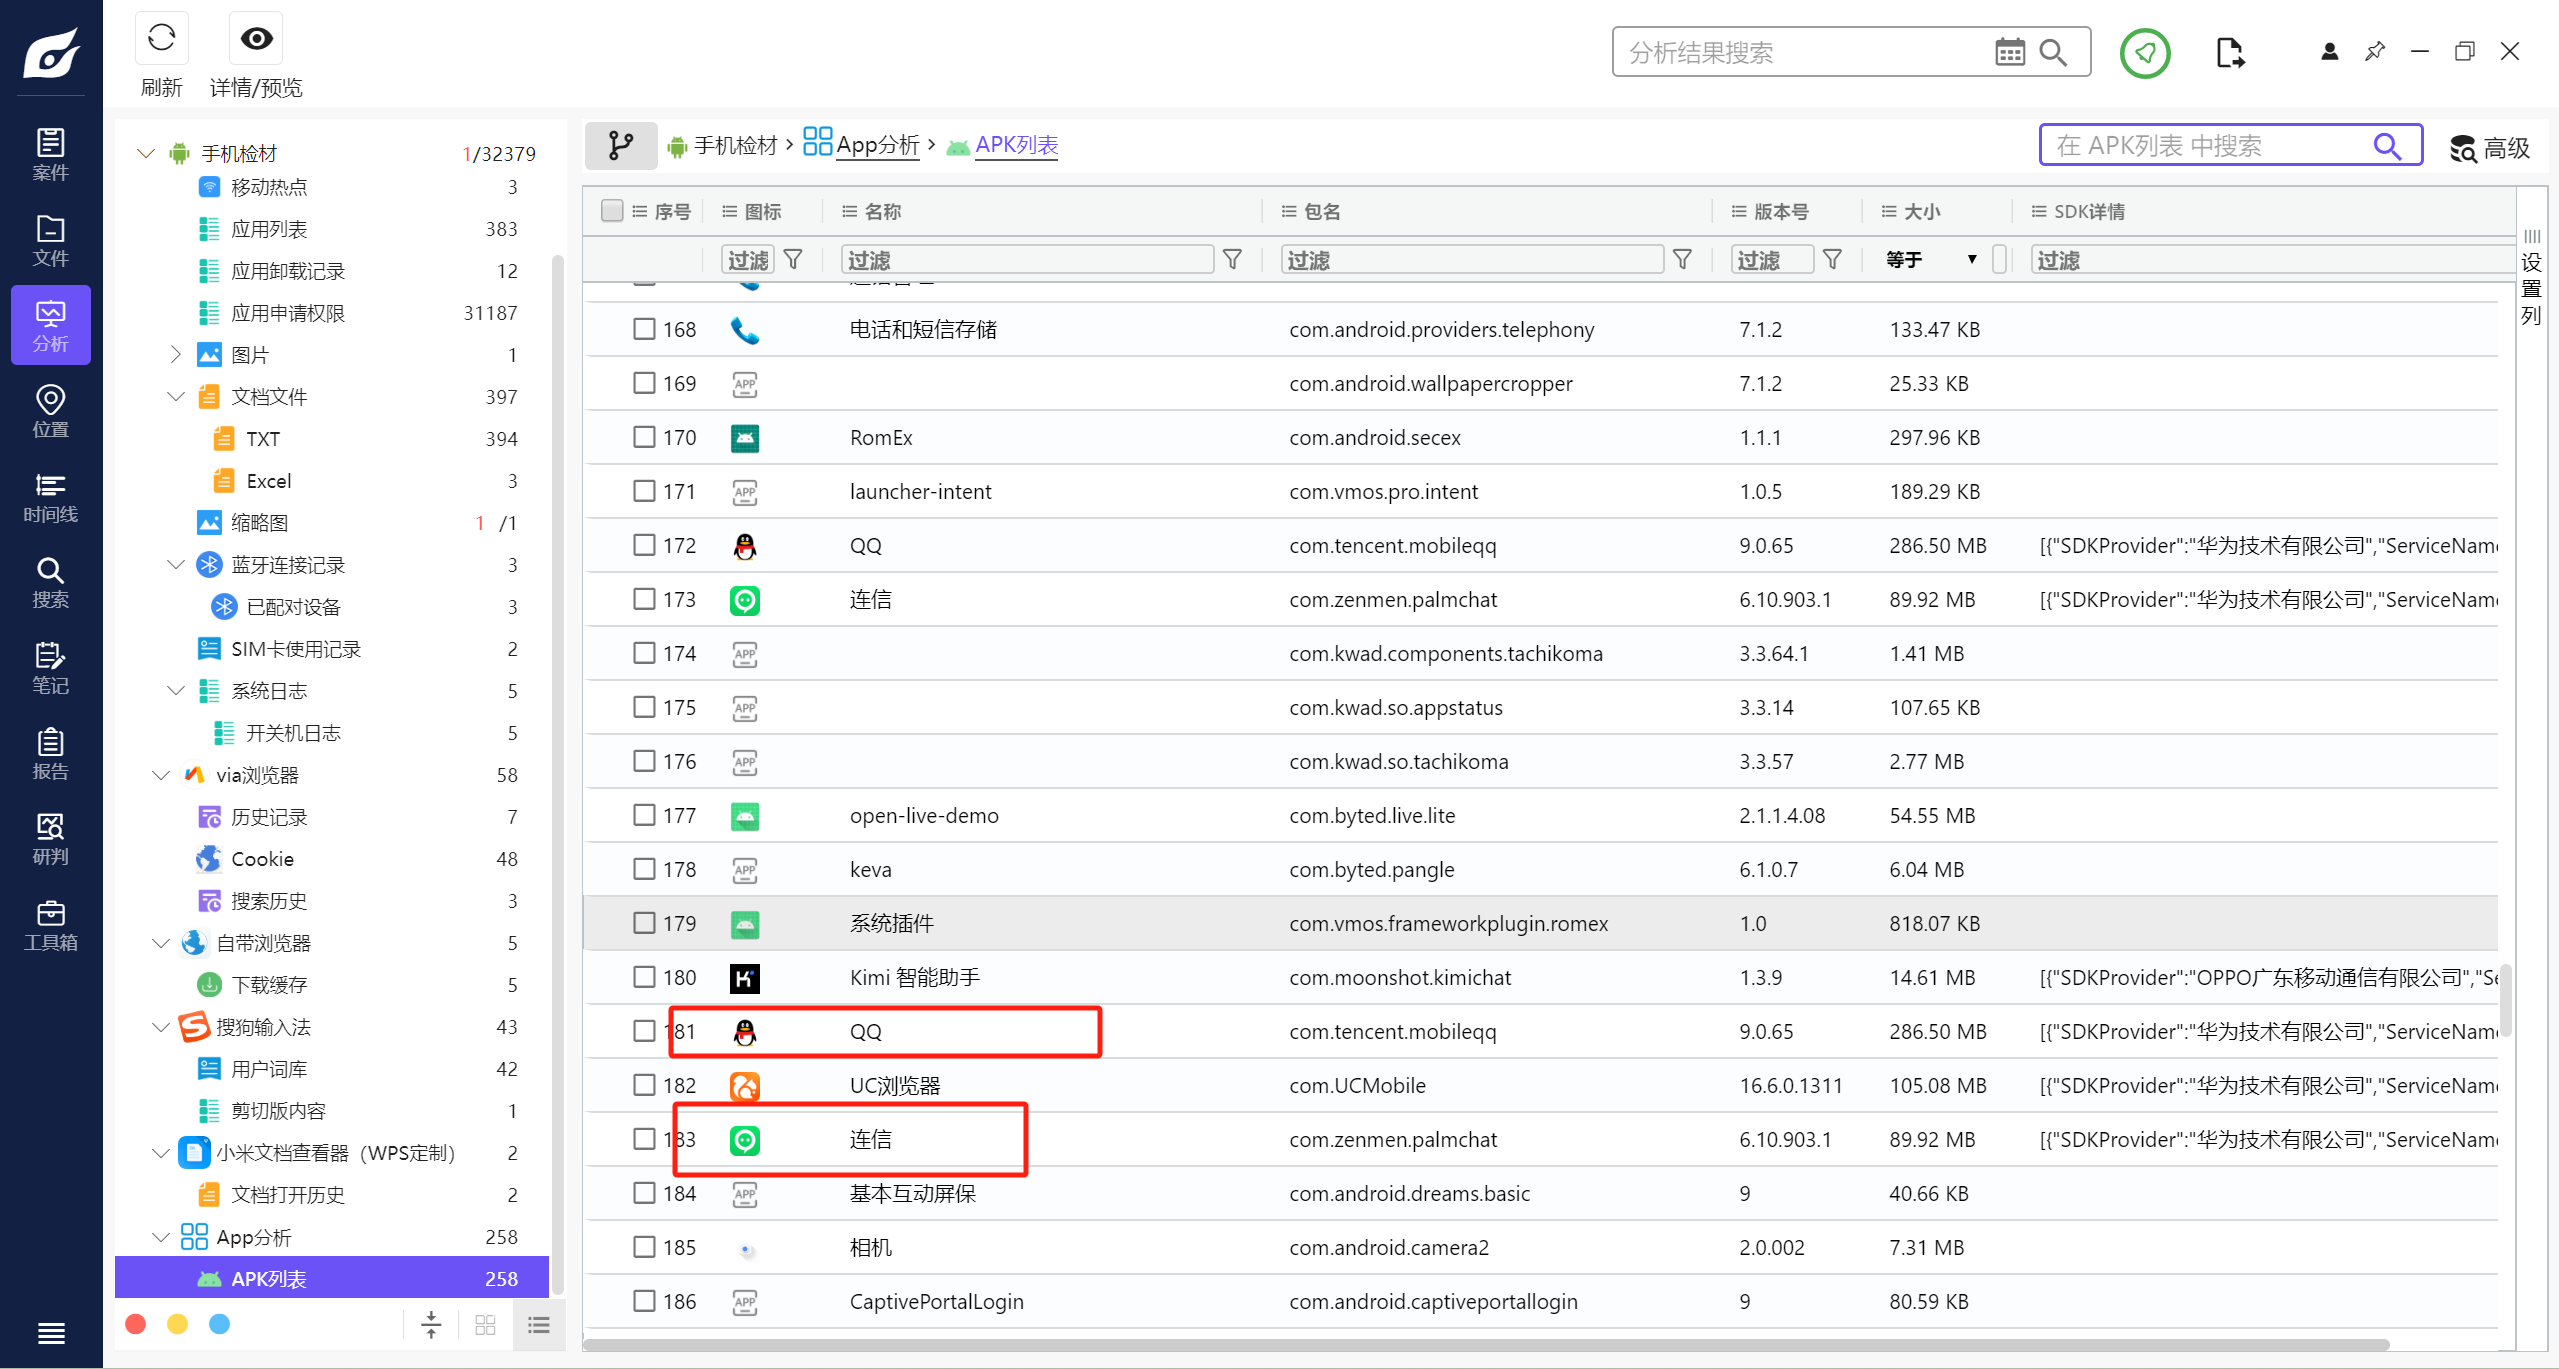 刷新
详情/预览
分析结果搜索
案件
文件
分析
位置
时间线
搜索
笔记
报告
研判
工具箱
手机检材 1/32379
移动热点 3
应用列表 383
应用卸载记录 12
应用申请权限 31187
图片 1
文档文件 397
TXT 394
Excel 3
缩略图 1 /1
蓝牙连接记录 3
已配对设备 3
SIM卡使用记录 2
系统日志 5
开关机日志 5
via浏览器 58
历史记录 7
Cookie 48
搜索历史 3
自带浏览器 5
下载缓存 5
搜狗输入法 43
用户词库 42
剪切版内容 1
小米文档查看器（WPS定制） 2
文档打开历史 2
App分析 258
APK列表 258
手机检材 › App分析 › APK列表
在 APK列表 中搜索
高级
序号 图标 名称 包名 版本号 大小 SDK详情
过滤 过滤 过滤 过滤 等于 ▼ 过滤
设置列
168 电话和短信存储 com.android.providers.telephony 7.1.2 133.47 KB
169 APP com.android.wallpapercropper 7.1.2 25.33 KB
170 RomEx com.android.secex 1.1.1 297.96 KB
171 APP launcher-intent com.vmos.pro.intent 1.0.5 189.29 KB
172 QQ com.tencent.mobileqq 9.0.65 286.50 MB [{"SDKProvider":"华为技术有限公司","ServiceName
173 连信 com.zenmen.palmchat 6.10.903.1 89.92 MB [{"SDKProvider":"华为技术有限公司","ServiceName
174 APP com.kwad.components.tachikoma 3.3.64.1 1.41 MB
175 APP com.kwad.so.appstatus 3.3.14 107.65 KB
176 APP com.kwad.so.tachikoma 3.3.57 2.77 MB
177 open-live-demo com.byted.live.lite 2.1.1.4.08 54.55 MB
178 APP keva com.byted.pangle 6.1.0.7 6.04 MB
179 系统插件 com.vmos.frameworkplugin.romex 1.0 818.07 KB
180 Kimi 智能助手 com.moonshot.kimichat 1.3.9 14.61 MB [{"SDKProvider":"OPPO广东移动通信有限公司","Se
181 QQ com.tencent.mobileqq 9.0.65 286.50 MB [{"SDKProvider":"华为技术有限公司","ServiceName
182 UC浏览器 com.UCMobile 16.6.0.1311 105.08 MB [{"SDKProvider":"华为技术有限公司","ServiceName
183 连信 com.zenmen.palmchat 6.10.903.1 89.92 MB [{"SDKProvider":"华为技术有限公司","ServiceName
184 APP 基本互动屏保 com.android.dreams.basic 9 40.66 KB
185 相机 com.android.camera2 2.0.002 7.31 MB
186 APP CaptivePortalLogin com.android.captiveportallogin 9 80.59 KB